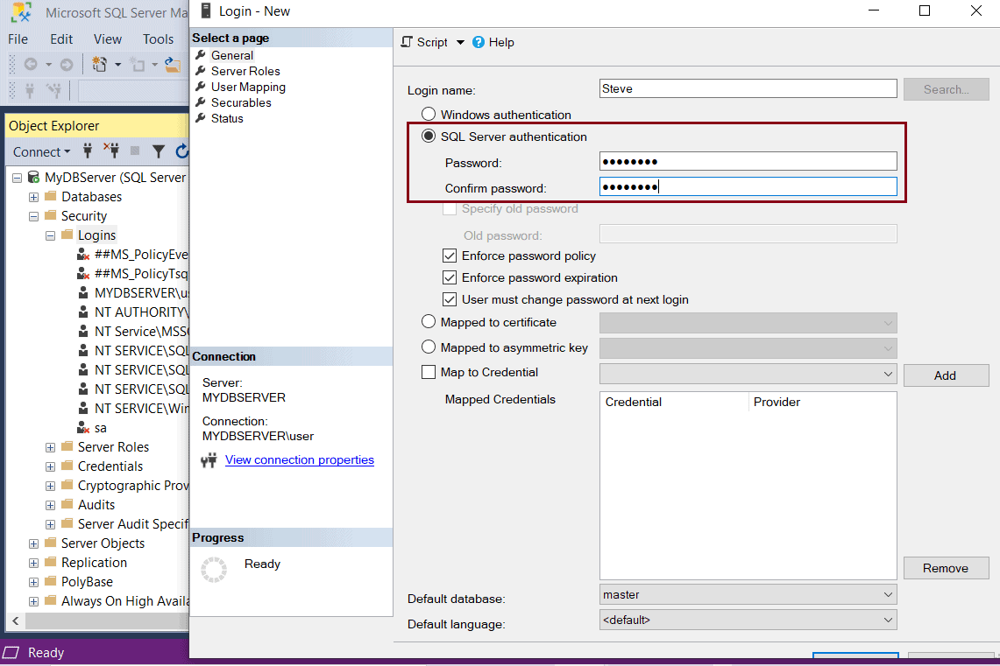 Microsoft SQL Server Ma
File Edit View Tools
Object Explorer
Connect
MyDBServer (SQL Server
Databases
Security
Logins
##MS_PolicyEve
##MS_PolicyTsq
MYDBSERVER\us
NT AUTHORITY\
NT Service\MSSQ
NT SERVICE\SQL
NT SERVICE\SQL
NT SERVICE\SQL
NT SERVICE\Win
sa
Server Roles
Credentials
Cryptographic Prov
Audits
Server Audit Specif
Server Objects
Replication
PolyBase
Always On High Availa
Ready
Login - New
Select a page
General
Server Roles
User Mapping
Securables
Status
Connection
Server:
MYDBSERVER
Connection:
MYDBSERVER\user
View connection properties
Progress
Ready
Script Help
Login name: Steve Search...
Windows authentication
SQL Server authentication
Password: ●●●●●●●●
Confirm password: ●●●●●●●●
Specify old password
Old password:
Enforce password policy
Enforce password expiration
User must change password at next login
Mapped to certificate
Mapped to asymmetric key
Map to Credential Add
Mapped Credentials Credential Provider
Remove
Default database: master
Default language: <default>